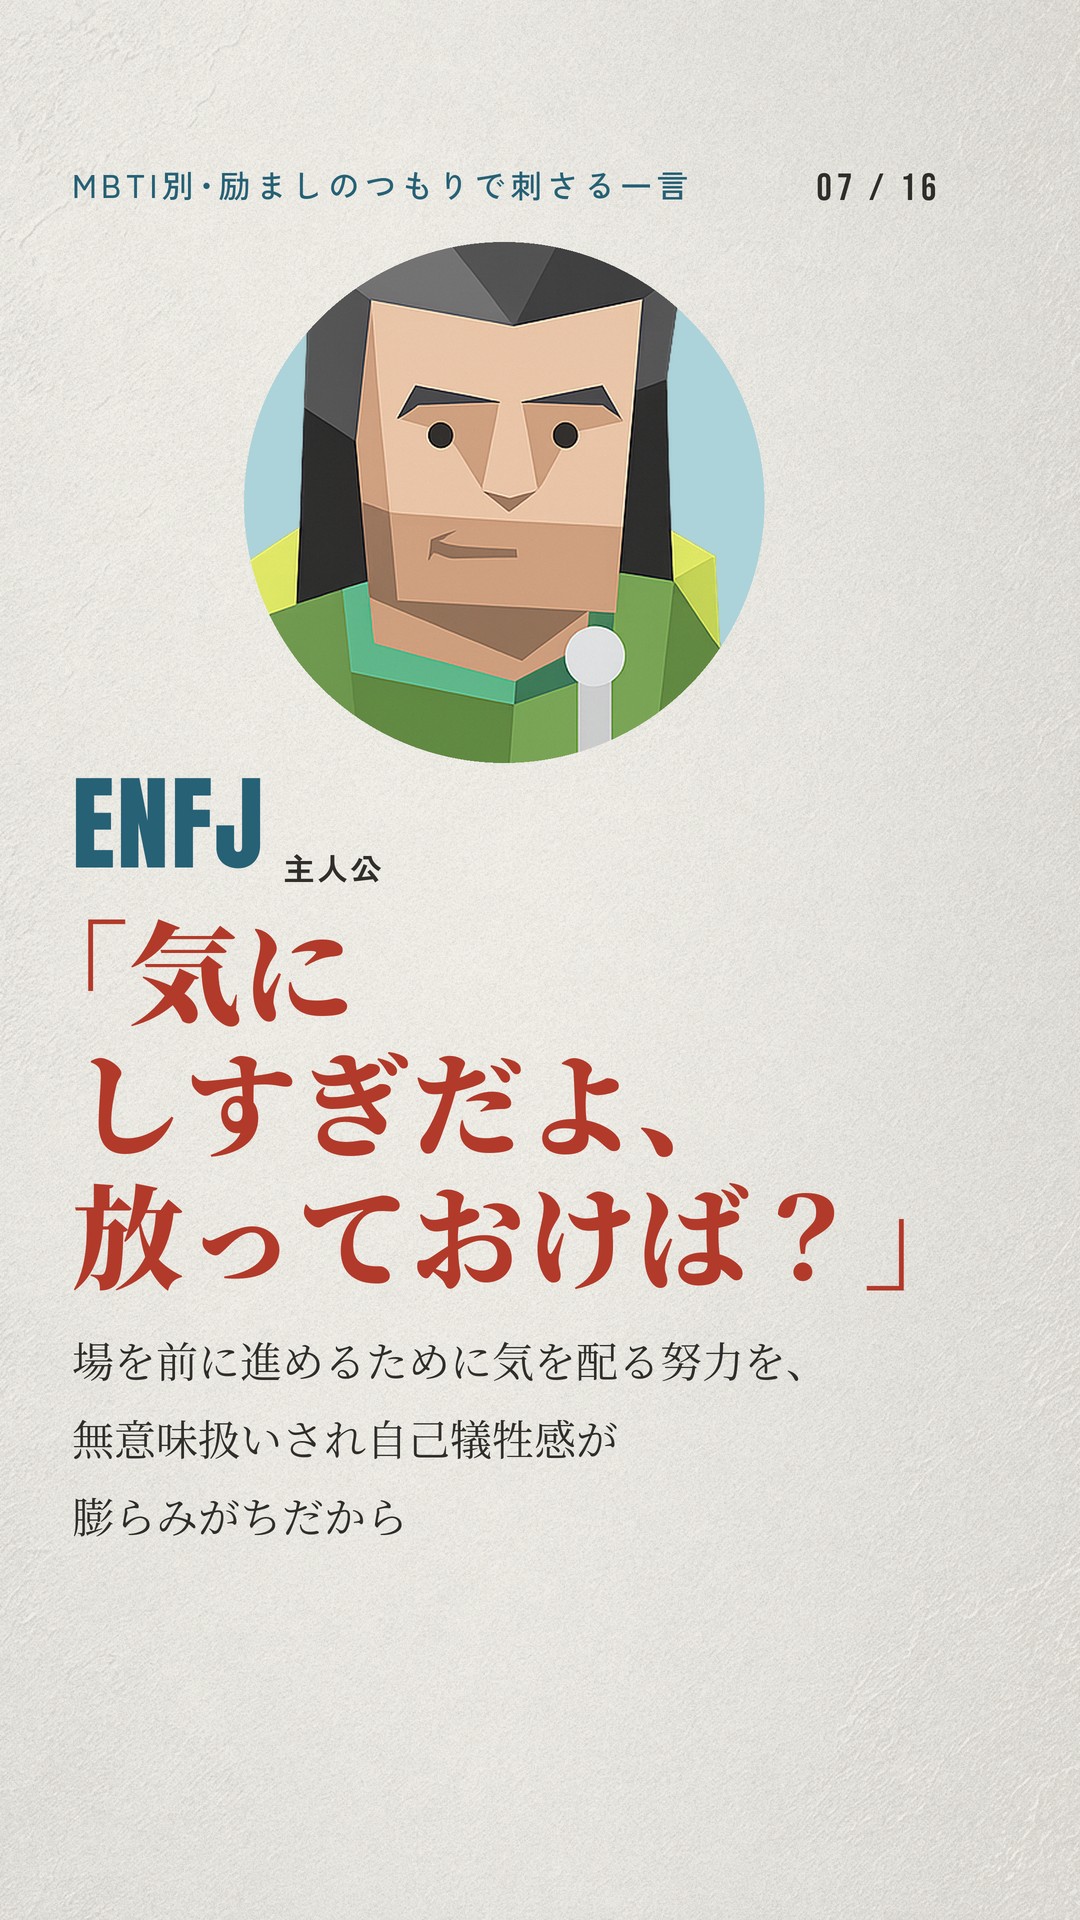 MBTI別・励ましのつもりで刺さる一言
07 / 16
ENFJ 主人公
「気に
しすぎだよ、
放っておけば？」
場を前に進めるために気を配る努力を、
無意味扱いされ自己犠牲感が
膨らみがちだから